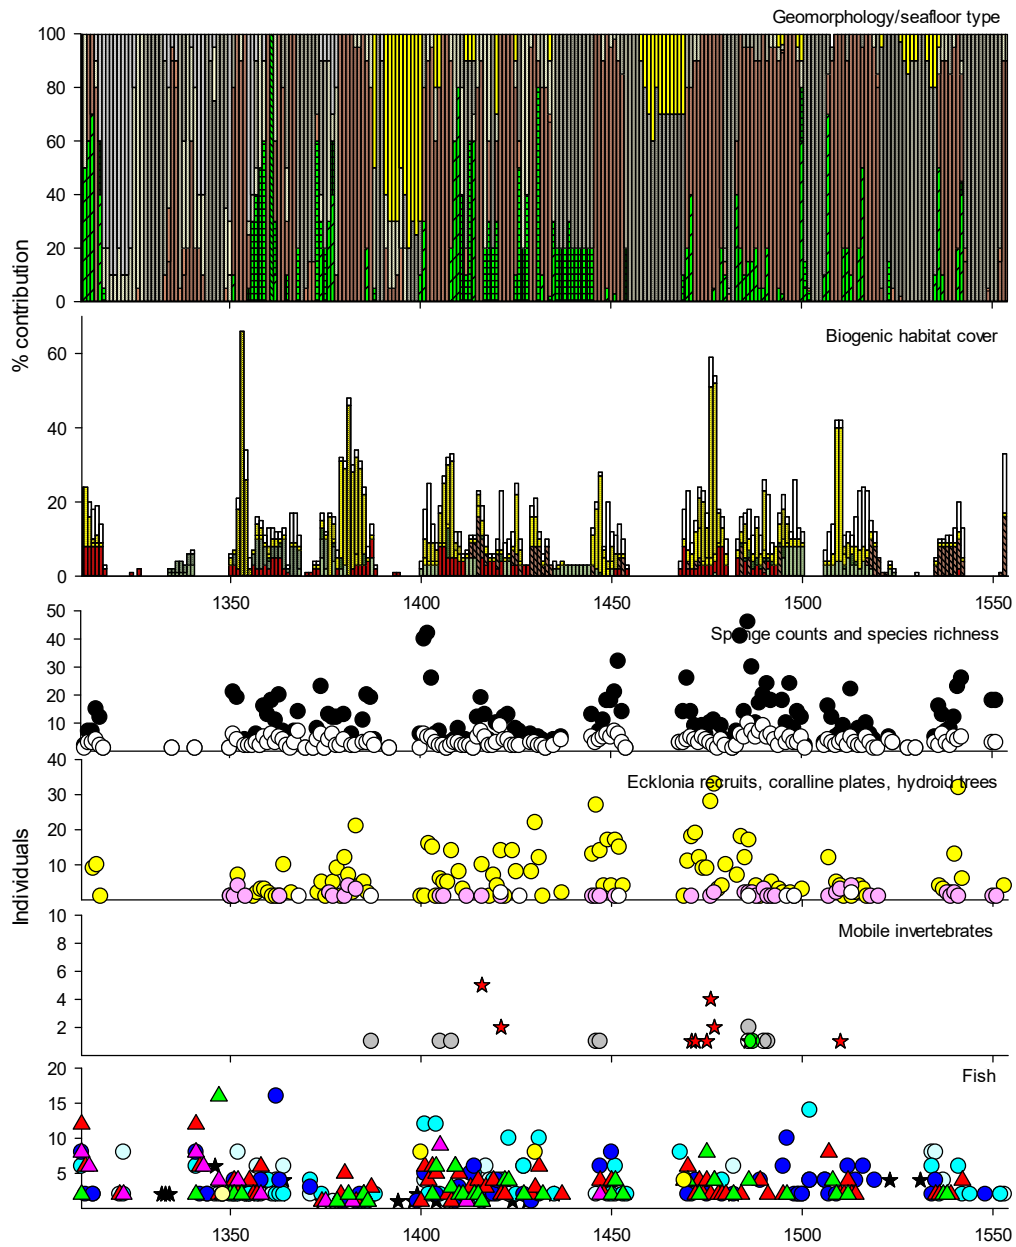 Geomorphology/seafloor type
100
80
60
40
20
0
% contribution
Biogenic habitat cover
60
40
20
0
1350 1400 1450 1500 1550
50
40
30
20
10
Sponge counts and species richness
40
30
20
10
Ecklonia recruits, coralline plates, hydroid trees
Individuals
10
8
6
4
2
Mobile invertebrates
20
15
10
5
Fish
1350 1400 1450 1500 1550